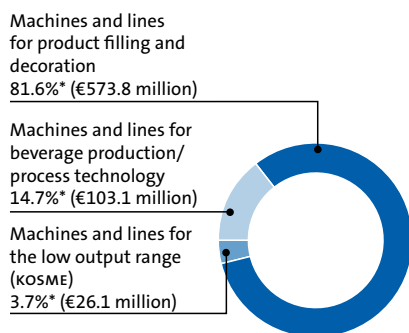 Machines and lines
for product filling and
decoration
81.6%* (€573.8 million)
Machines and lines for
beverage production/
process technology
14.7%* (€103.1 million)
Machines and lines for
the low output range
(KOSME)
3.7%* (€26.1 million)